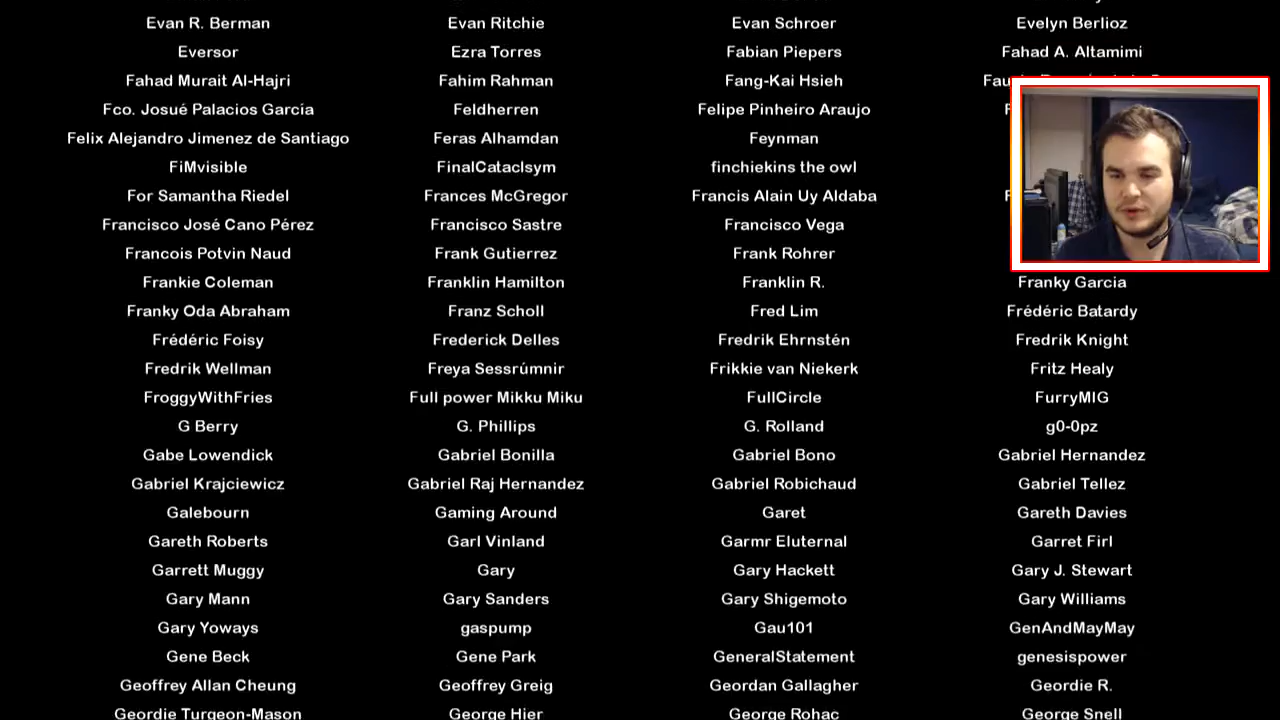 Evan R. Berman Evan Ritchie Evan Schroer Evelyn Berlioz
Eversor Ezra Torres Fabian Piepers Fahad A. Altamimi
Fahad Murait Al-Hajri Fahim Rahman Fang-Kai Hsieh
Fco. Josué Palacios García Feldherren Felipe Pinheiro Araujo
Felix Alejandro Jimenez de Santiago Feras Alhamdan Feynman
FiMvisible FinalCataclsym finchiekins the owl
For Samantha Riedel Frances McGregor Francis Alain Uy Aldaba
Francisco José Cano Pérez Francisco Sastre Francisco Vega
Francois Potvin Naud Frank Gutierrez Frank Rohrer
Frankie Coleman Franklin Hamilton Franklin R. Franky Garcia
Franky Oda Abraham Franz Scholl Fred Lim Frédéric Batardy
Frédéric Foisy Frederick Delles Fredrik Ehrnstén Fredrik Knight
Fredrik Wellman Freya Sessrúmnir Frikkie van Niekerk Fritz Healy
FroggyWithFries Full power Mikku Miku FullCircle FurryMIG
G Berry G. Phillips G. Rolland g0-0pz
Gabe Lowendick Gabriel Bonilla Gabriel Bono Gabriel Hernandez
Gabriel Krajciewicz Gabriel Raj Hernandez Gabriel Robichaud Gabriel Tellez
Galebourn Gaming Around Garet Gareth Davies
Gareth Roberts Garl Vinland Garmr Eluternal Garret Firl
Garrett Muggy Gary Gary Hackett Gary J. Stewart
Gary Mann Gary Sanders Gary Shigemoto Gary Williams
Gary Yoways gaspump Gau101 GenAndMayMay
Gene Beck Gene Park GeneralStatement genesispower
Geoffrey Allan Cheung Geoffrey Greig Geordan Gallagher Geordie R.
Geordie Turgeon-Mason George Hier George Rohac George Snell